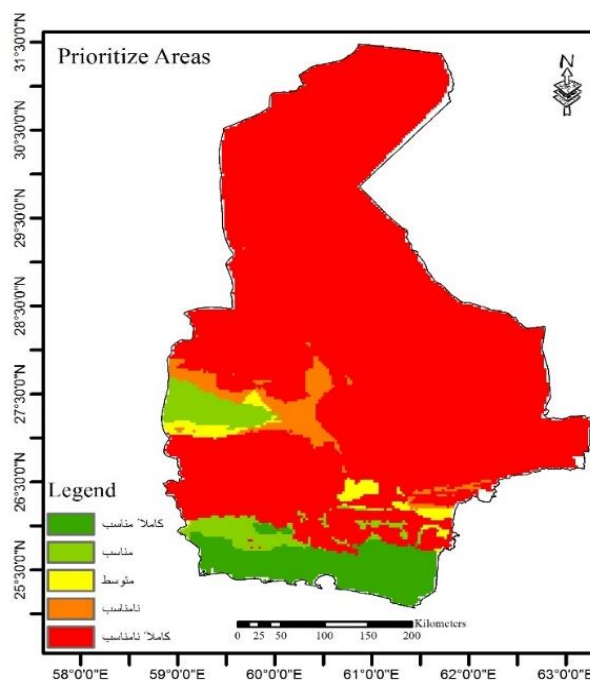 Prioritize Areas
N
31°30'0"N
30°30'0"N
29°30'0"N
28°30'0"N
27°30'0"N
26°30'0"N
25°30'0"N
Legend
کاملاً مناسب
مناسب
متوسط
نامناسب
کاملاً نامناسب
Kilometers
0 25 50 100 150 200
58°0'0"E 59°0'0"E 60°0'0"E 61°0'0"E 62°0'0"E 63°0'0"E